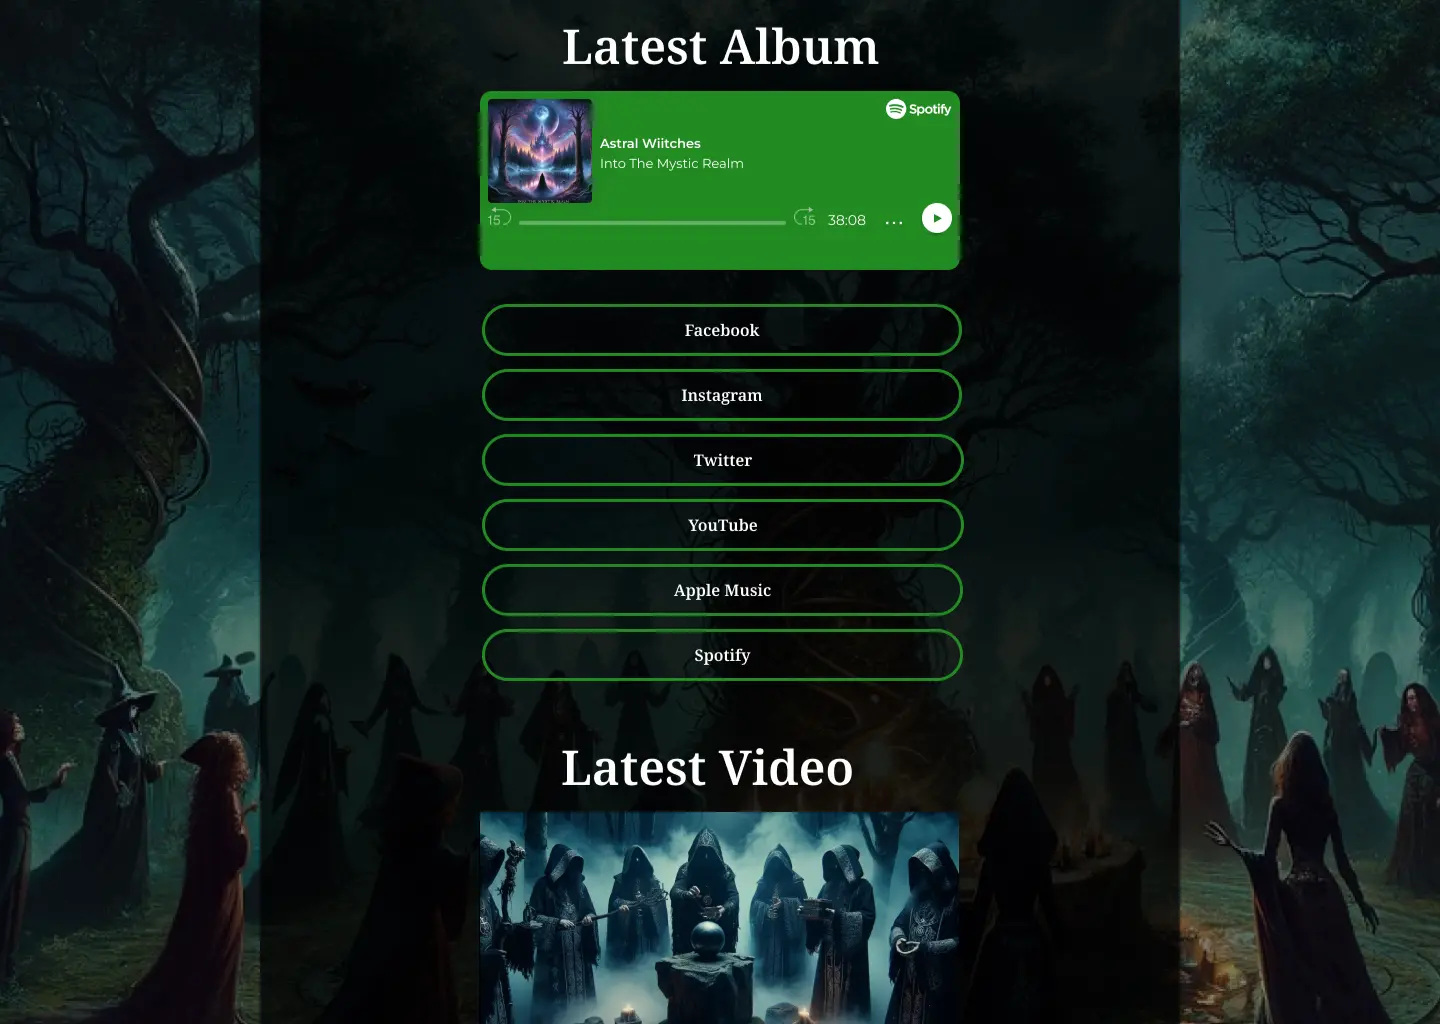 Latest Album
Spotify
Astral Wiitches
Into The Mystic Realm
15
15
38:08
...
Facebook
Instagram
Twitter
YouTube
Apple Music
Spotify
Latest Video